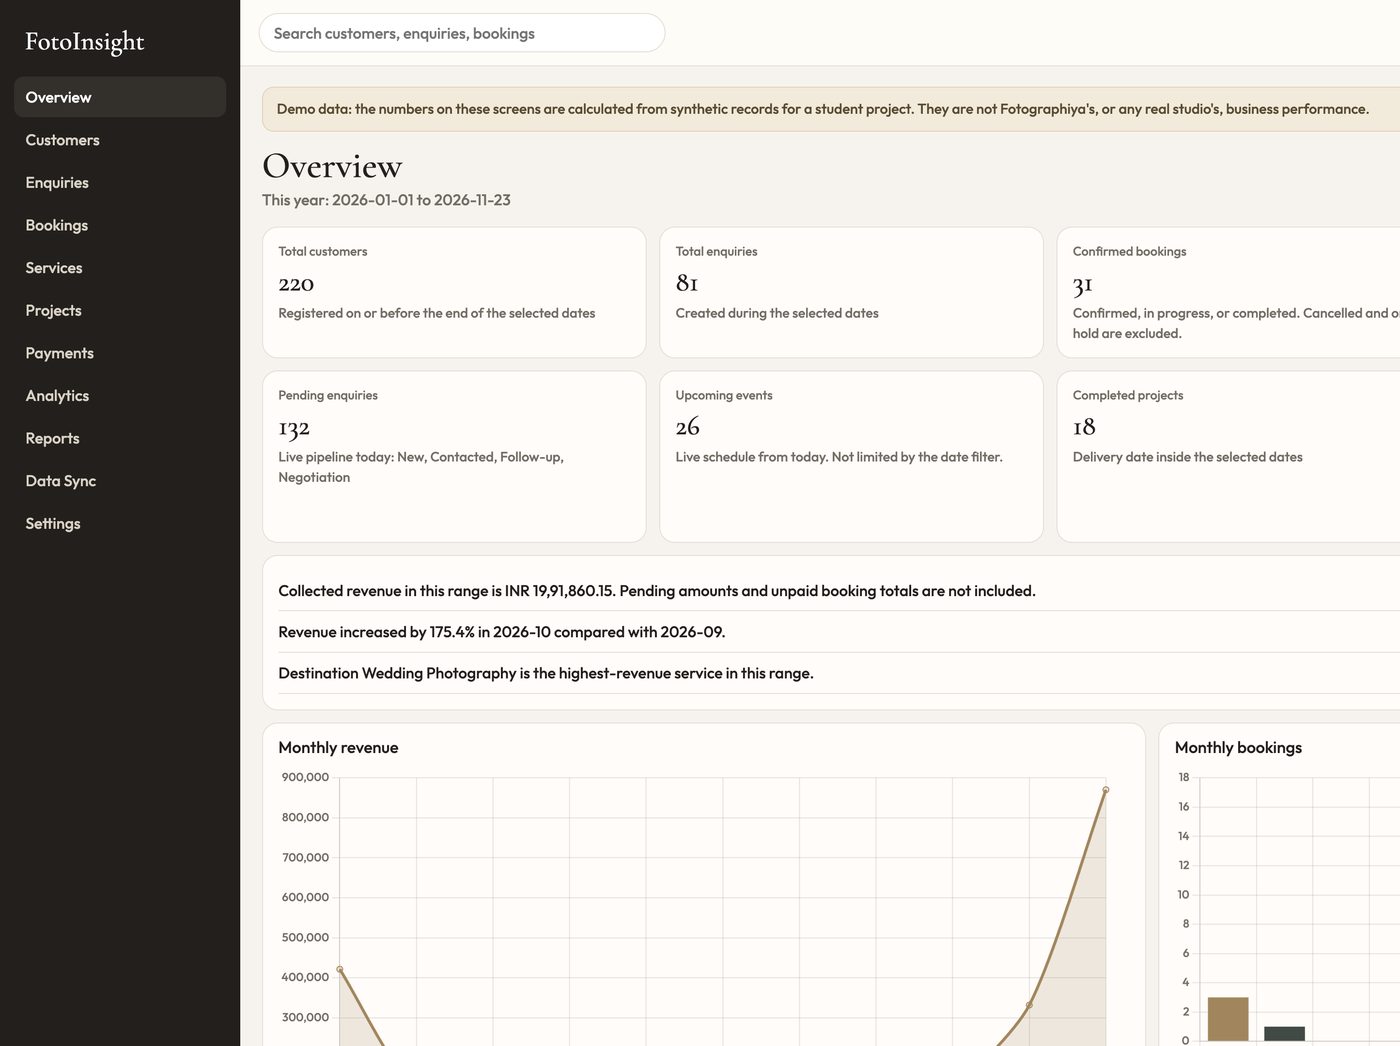 FotoInsight
Overview
Customers
Enquiries
Bookings
Services
Projects
Payments
Analytics
Reports
Data Sync
Settings
Search customers, enquiries, bookings
Demo data: the numbers on these screens are calculated from synthetic records for a student project. They are not Fotographiya's, or any real studio's, business performance.
Overview
This year: 2026-01-01 to 2026-11-23
Total customers
220
Registered on or before the end of the selected dates
Total enquiries
81
Created during the selected dates
Confirmed bookings
31
Confirmed, in progress, or completed. Cancelled and
hold are excluded.
Pending enquiries
132
Live pipeline today: New, Contacted, Follow-up,
Negotiation
Upcoming events
26
Live schedule from today. Not limited by the date filter.
Completed projects
18
Delivery date inside the selected dates
Collected revenue in this range is INR 19,91,860.15. Pending amounts and unpaid booking totals are not included.
Revenue increased by 175.4% in 2026-10 compared with 2026-09.
Destination Wedding Photography is the highest-revenue service in this range.
Monthly revenue
900,000
800,000
700,000
600,000
500,000
400,000
300,000
Monthly bookings
18
16
14
12
10
8
6
4
2
0